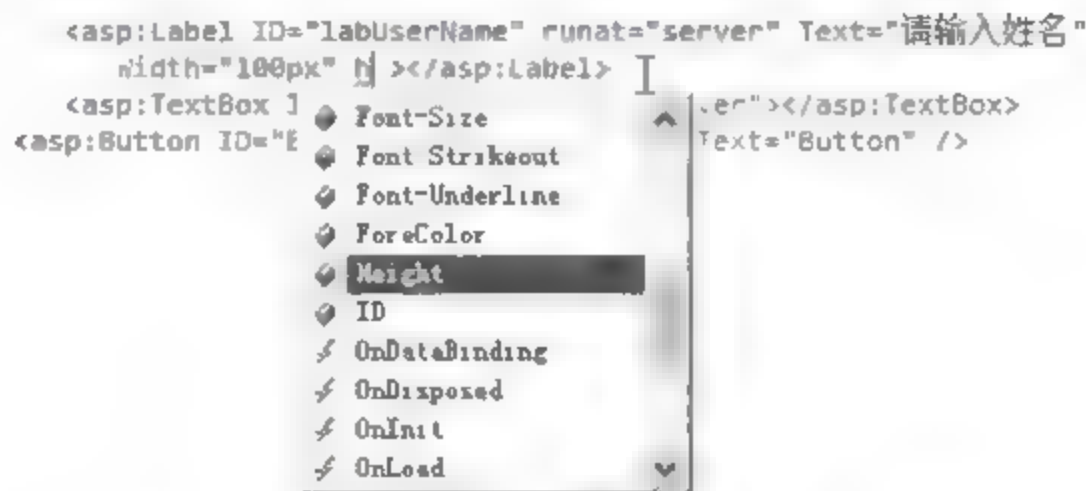 <asp:Label ID="labUserName" runat="server" Text="请输入姓名"
Width="100px" h ></asp:Label>
<asp:TextBox I er"></asp:TextBox>
<asp:Button ID="B Text="Button" />
Font-Size
Font-Strikeout
Font-Underline
ForeColor
Height
ID
OnDataBinding
OnDisposed
OnInit
OnLoad